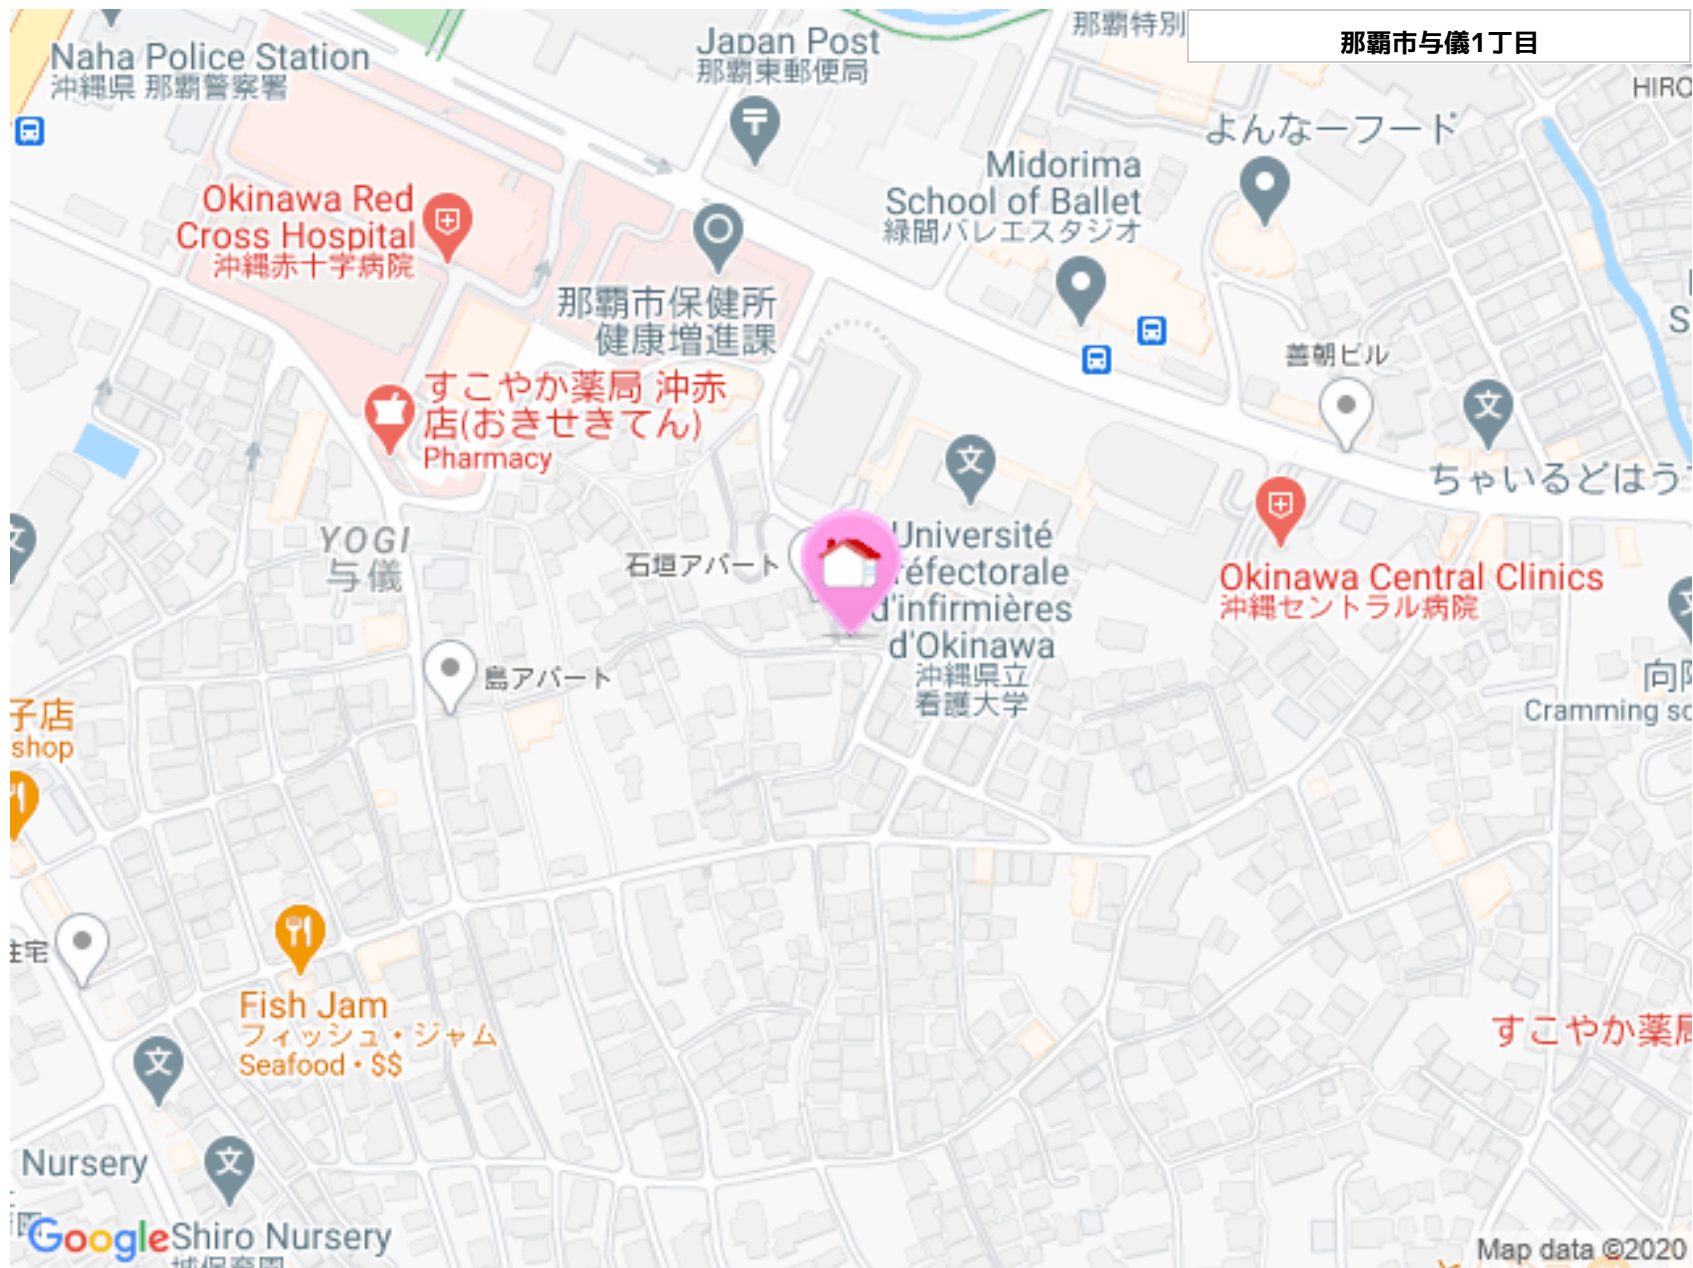 那覇市与儀1丁目
Naha Police Station
沖縄県 那覇警察署
Japan Post
那覇東郵便局
那覇特別
HIRO
よんなーフード
Midorima
School of Ballet
緑間バレエスタジオ
Okinawa Red
Cross Hospital
沖縄赤十字病院
那覇市保健所
健康増進課
善朝ビル
すこやか薬局 沖赤
店(おきせきてん)
Pharmacy
ちゃいるどはう
YOGI
与儀
石垣アパート
Université
réfectorale
d'infirmières
d'Okinawa
沖縄県立
看護大学
Okinawa Central Clinics
沖縄セントラル病院
島アパート
子店
shop
Cramming sc
住宅
Fish Jam
フィッシュ・ジャム
Seafood • $$
すこやか薬局
Nursery
Google
Shiro Nursery
Map data ©2020